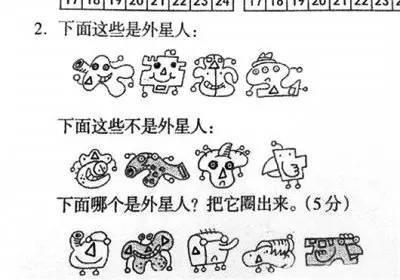 17 18 19 20 21 22 23 24 17 18 19 20 21 22 23
2. 下面这些是外星人:
下面这些不是外星人:
下面哪个是外星人? 把它圈出来。(5 分)